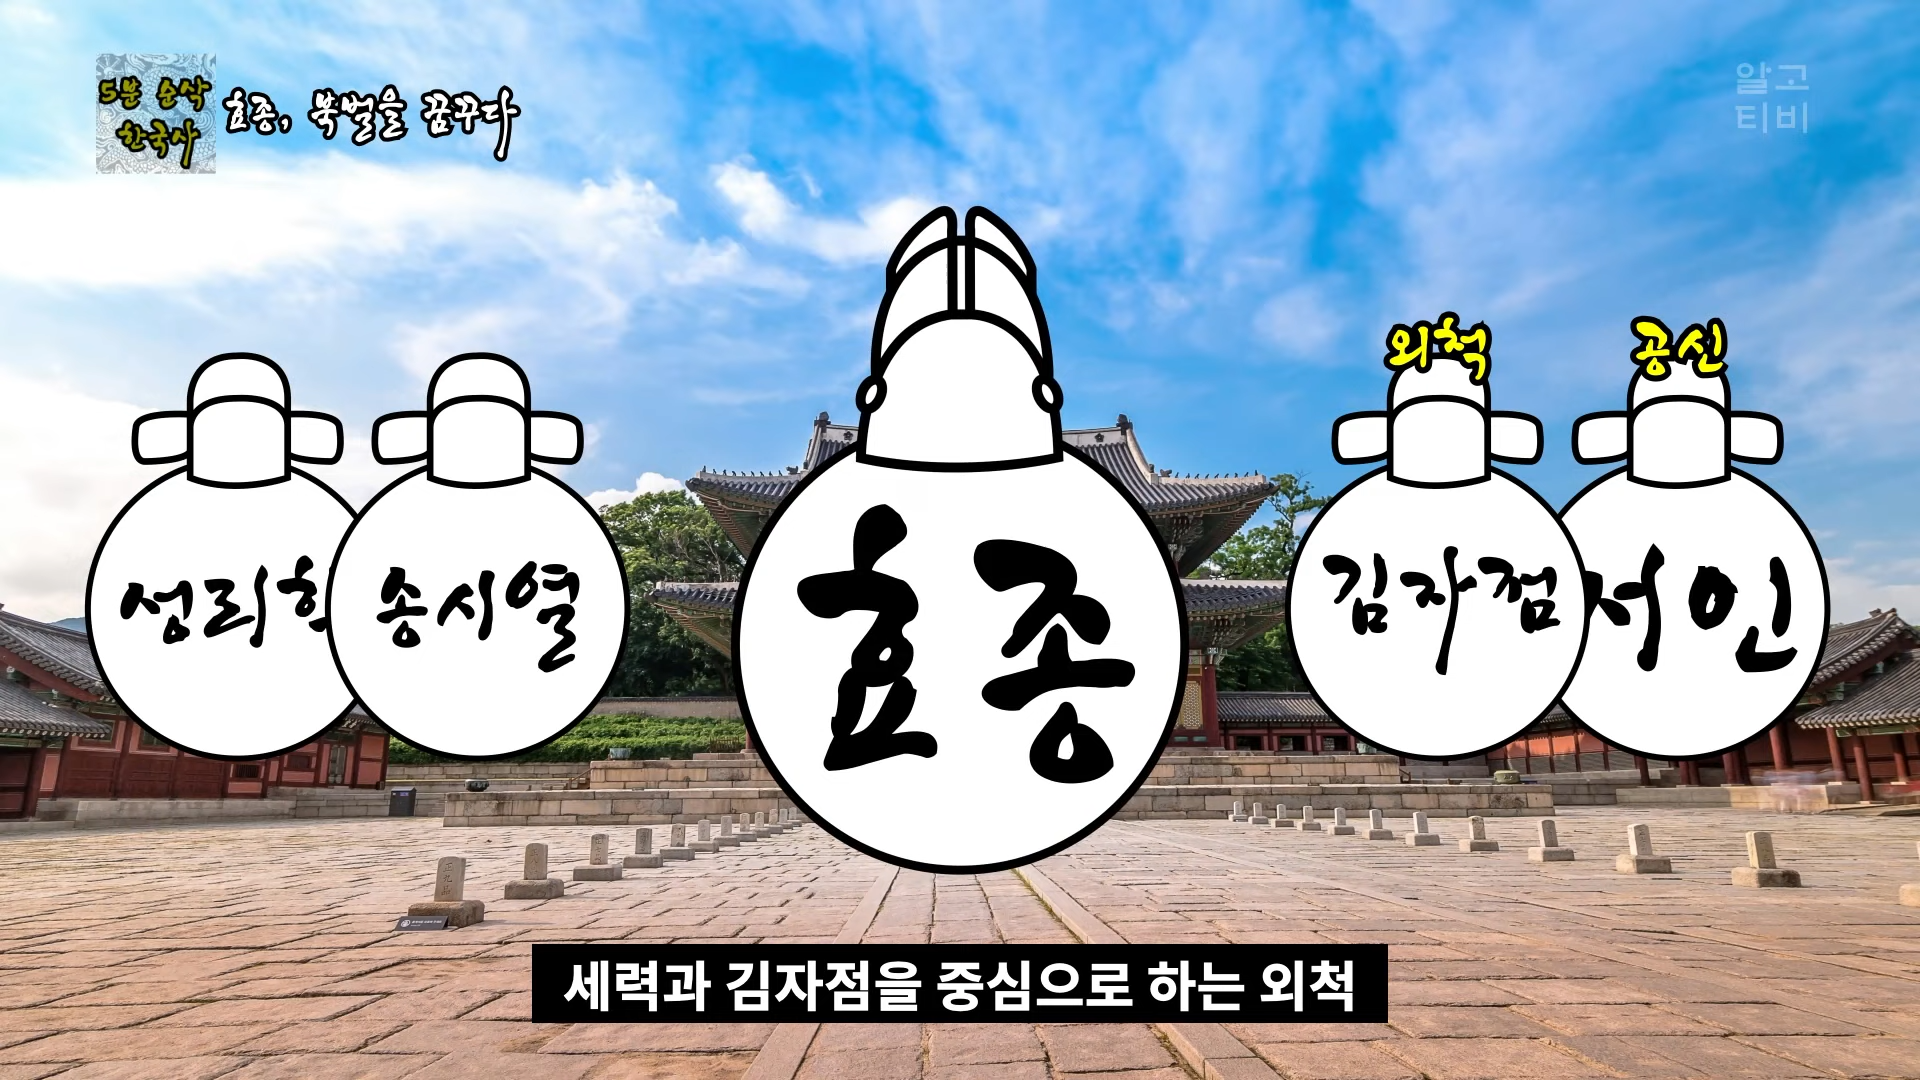 5분 순삭
한국사
효종, 북벌을 꿈꾸다
알고
티비
외척
공신
성리학
송시열
효종
김자점
서인
세력과 김자점을 중심으로 하는 외척